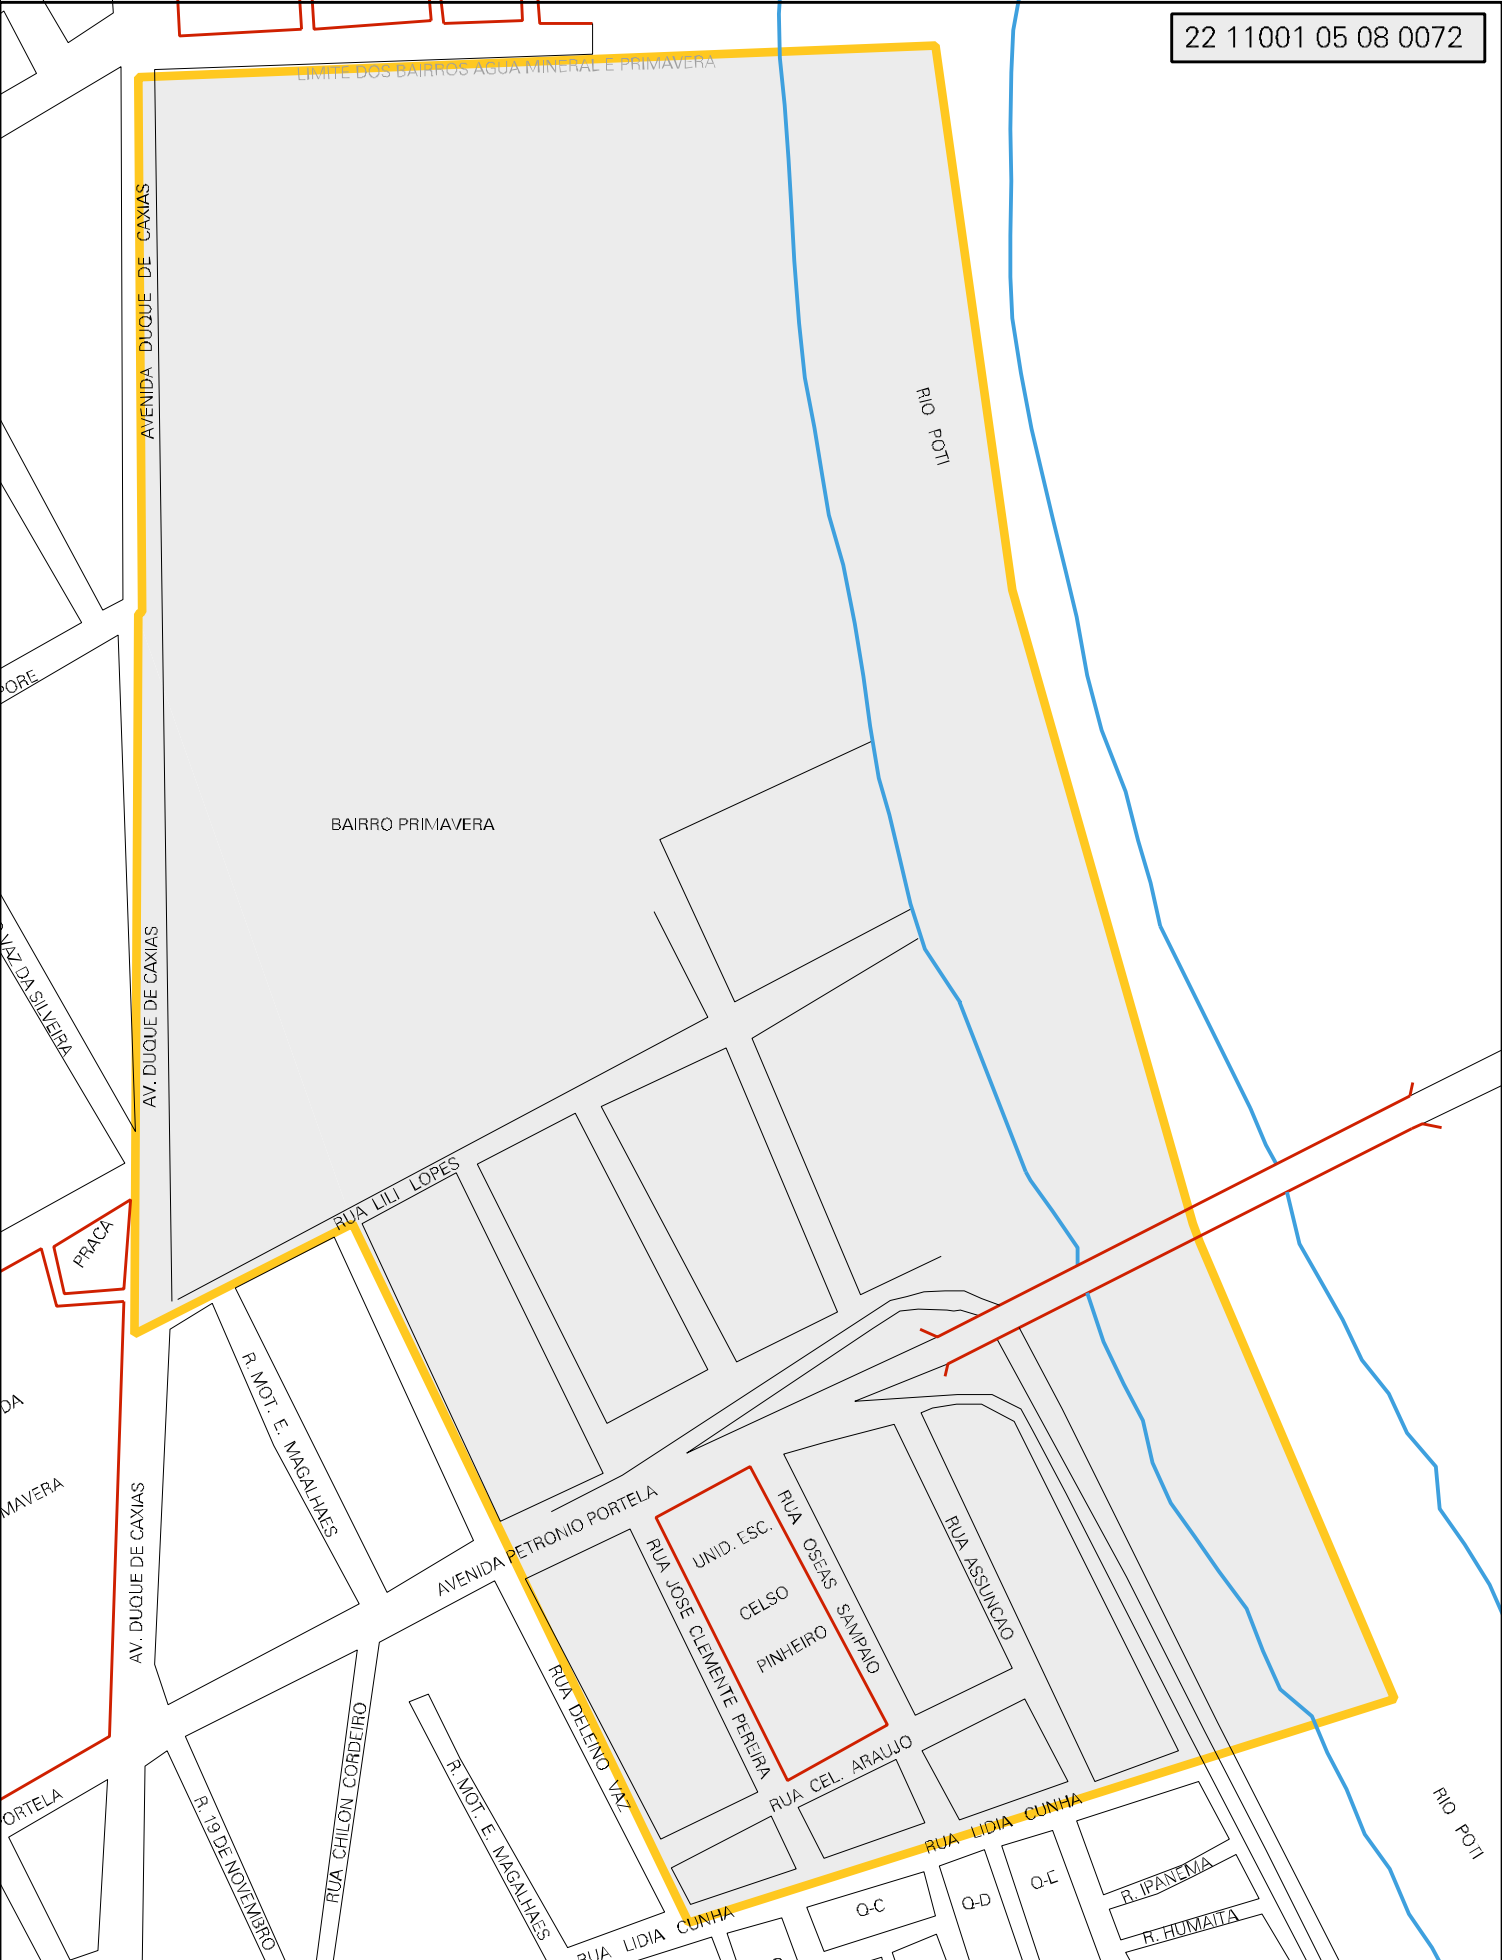 22 11001 05 08 0072
LIMITE DOS BAIRROS AGUA MINERAL E PRIMAVERA
AVENIDA DUQUE DE CAXIAS
RIO POTI
PORE
BAIRRO PRIMAVERA
VAZ DA SILVEIRA
AV. DUQUE DE CAXIAS
RUA LILI LOPES
PRACA
R. MOT. E. MAGALHAES
DA
MAVERA
AV. DUQUE DE CAXIAS
AVENIDA PETRONIO PORTELA
UNID. ESC.
CELSO
PINHEIRO
RUA JOSE CLEMENTE PEREIRA
RUA OSEAS SAMPAIO
RUA ASSUNCAO
RUA DELFINO VAZ
RUA CHILON CORDEIRO
RUA CEL. ARAUJO
RUA LIDIA CUNHA
RIO POTI
ORTELA
R. 19 DE NOVEMBRO
R. MOT. E. MAGALHAES
RUA LIDIA CUNHA
Q-C
Q-D
Q-E
R. IPANEMA
R. HUMAITA